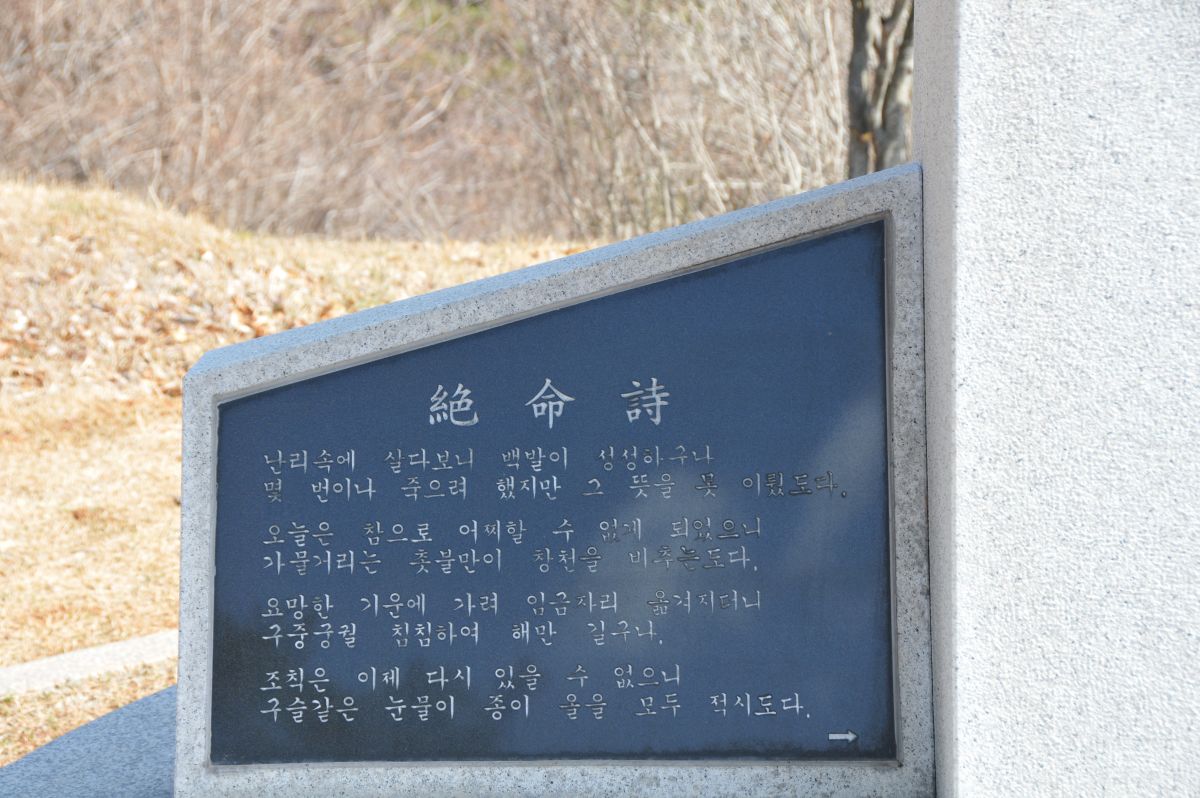 絶命詩
난리속에 살다보니 백발이 성성하구나
몇 번이나 죽으려 했지만 그 뜻을 못 이뤘도다.
오늘은 참으로 어찌할 수 없게 되었으니
가물거리는 촛불만이 창천을 비추는도다.
요망한 기운에 가려 임금자리 옮겨지더니
구중궁궐 침침하여 해만 길구나.
조칙은 이제 다시 있을 수 없으니
구슬같은 눈물이 종이 올을 모두 적시도다.
→